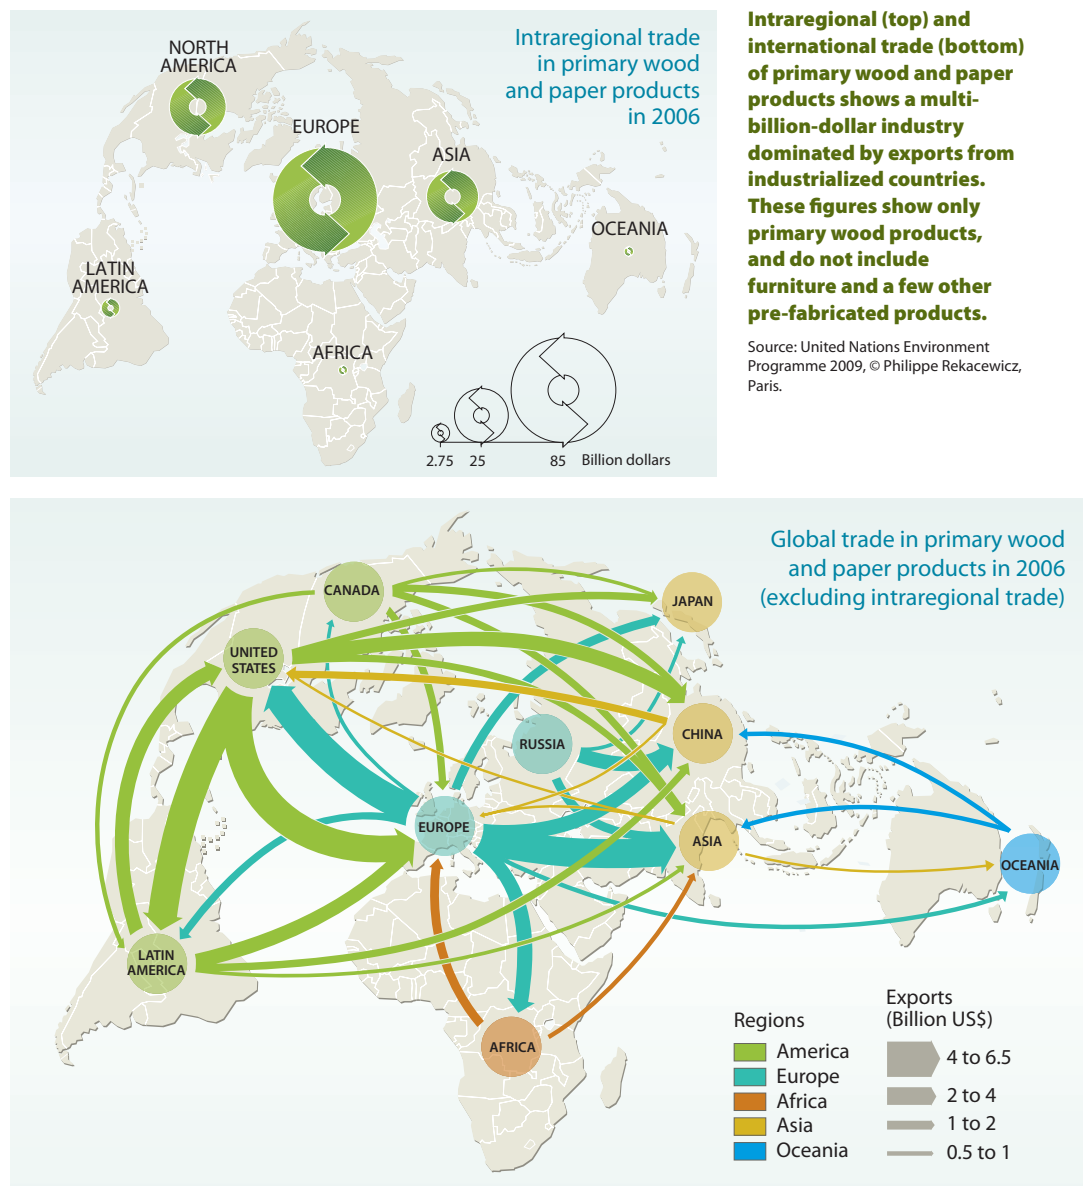 Intraregional trade
in primary wood
and paper products
in 2006
NORTH
AMERICA
EUROPE
ASIA
OCEANIA
LATIN
AMERICA
AFRICA
2.75 25 85 Billion dollars
Intraregional (top) and
international trade (bottom)
of primary wood and paper
products shows a multi-
billion-dollar industry
dominated by exports from
industrialized countries.
These figures show only
primary wood products,
and do not include
furniture and a few other
pre-fabricated products.
Source: United Nations Environment
Programme 2009, © Philippe Rekacewicz,
Paris.
Global trade in primary wood
and paper products in 2006
(excluding intraregional trade)
CANADA
JAPAN
UNITED
STATES
CHINA
RUSSIA
EUROPE
ASIA
OCEANIA
LATIN
AMERICA
AFRICA
Regions
America
Europe
Africa
Asia
Oceania
Exports
(Billion US$)
4 to 6.5
2 to 4
1 to 2
0.5 to 1